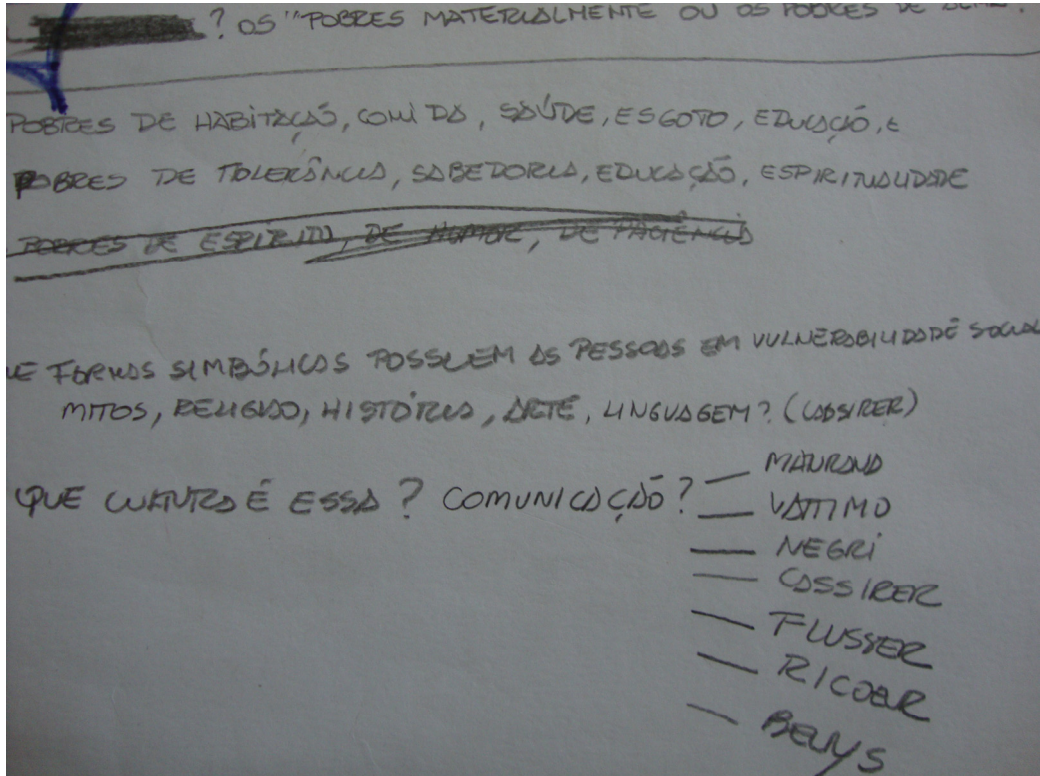 ? OS "POBRES MATERIALMENTE OU OS POBRES DE
POBRES DE HABITAÇÃO, COMIDA, SAÚDE, ESGOTO, EDUCAÇÃO, E
POBRES DE TOLERÂNCIA, SABEDORIA, EDUCAÇÃO, ESPIRITUALIDADE
POBRES DE ESPÍRITO, DE HUMOR, DE PACIÊNCIA
UE FORMAS SIMBÓLICAS POSSUEM AS PESSOAS EM VULNERABILIDADE SOCIAL
MITOS, RELIGIÃO, HISTÓRIA, ARTE, LINGUAGEM? (CASSIRER)
QUE CULTURA É ESSA? COMUNICAÇÃO? — MATURANA
— VATTIMO
— NEGRI
— CASSIRER
— FLUSSER
— RICOEUR
— BEUYS